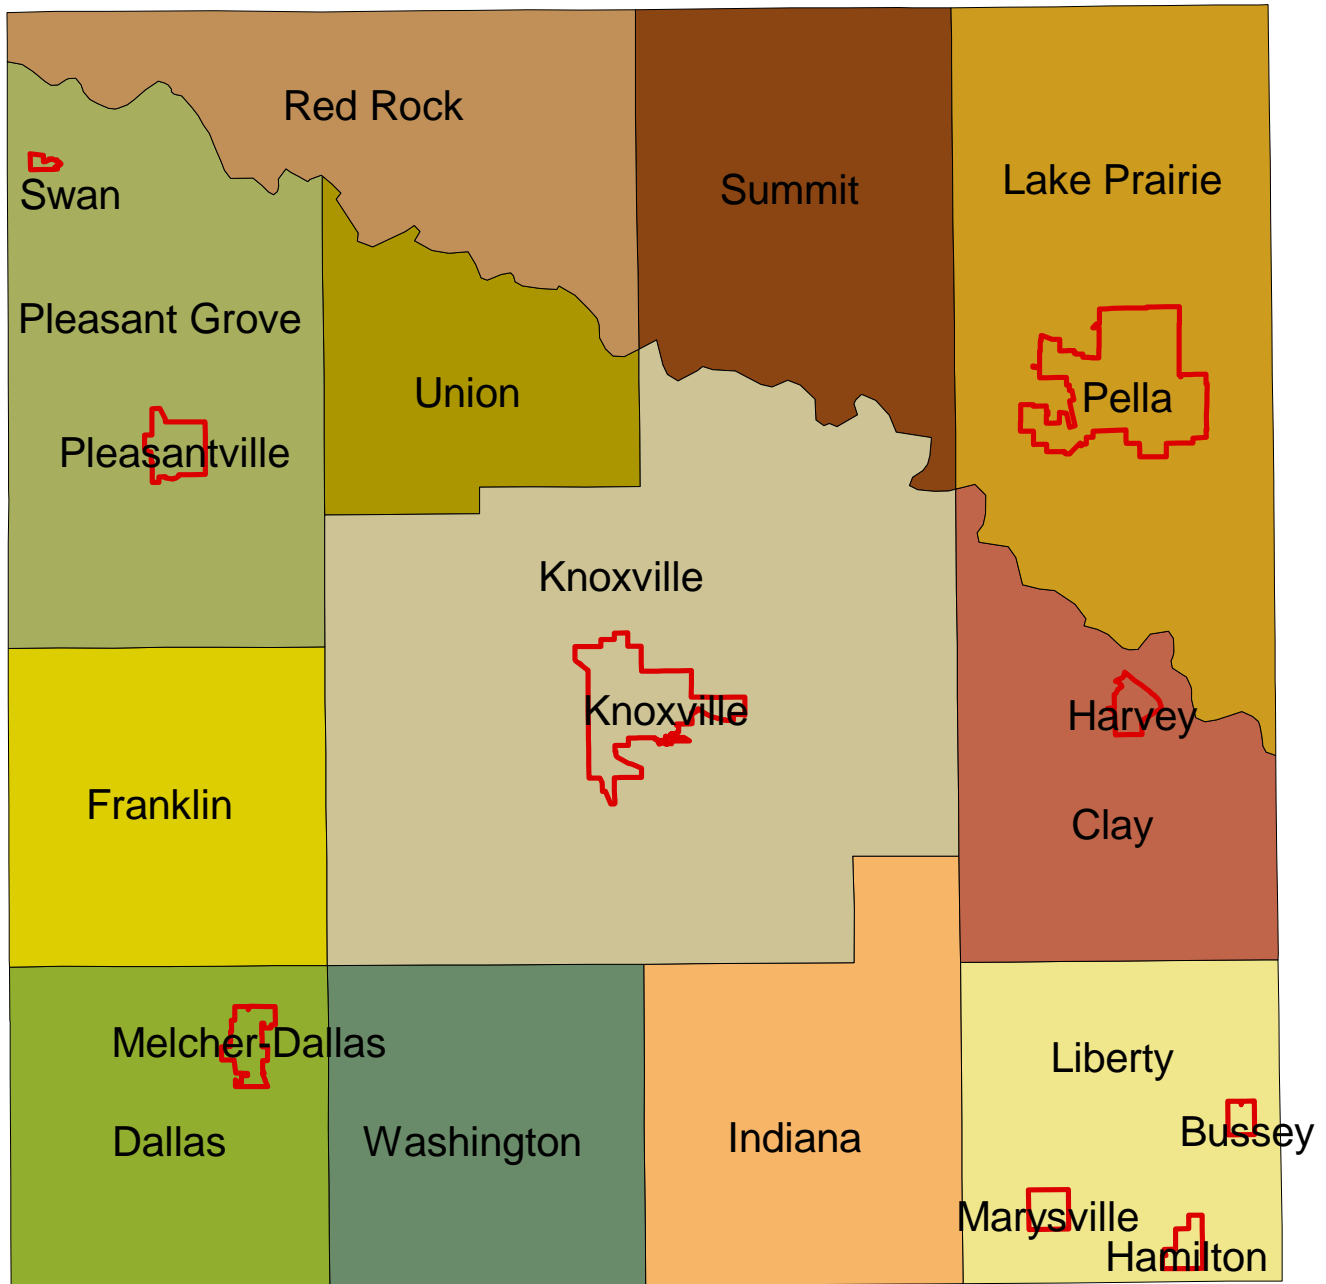 Red Rock
Summit
Lake Prairie
Swan
Pleasant Grove
Union
Pella
Pleasantville
Knoxville
Knoxville
Harvey
Franklin
Clay
Melcher-Dallas
Liberty
Dallas
Washington
Indiana
Bussey
Marysville
Hamilton